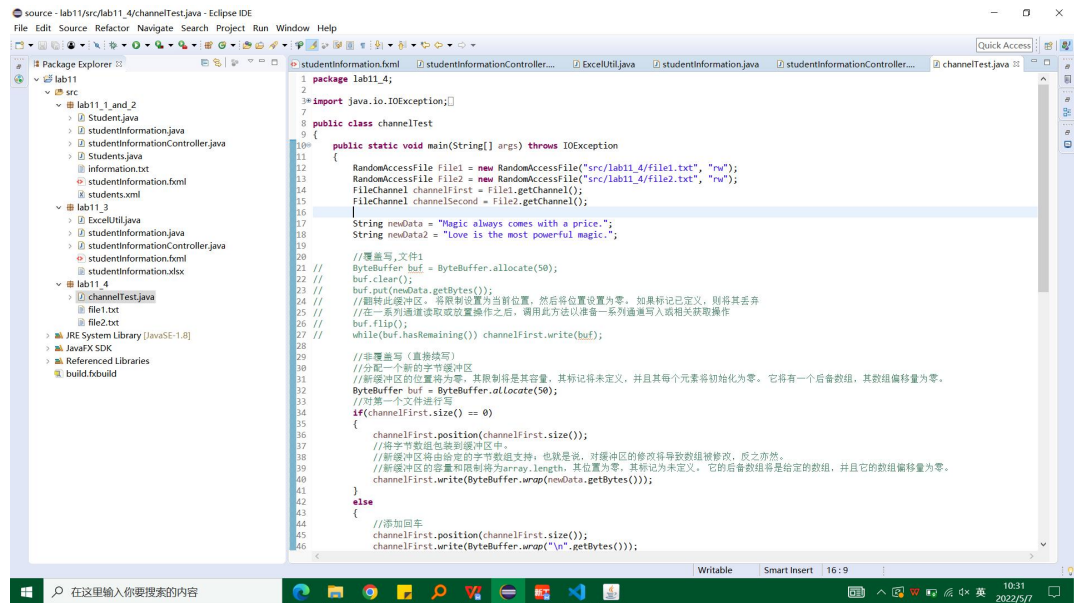 source - lab11/src/lab11_4/channelTest.java - Eclipse IDE
File Edit Source Refactor Navigate Search Project Run Window Help
Quick Access
Package Explorer
studentInformation.fxml studentInformationController.... ExcelUtil.java studentInformation.java studentInformationController.... channelTest.java
lab11
src
lab11_1_and_2
Student.java
studentInformation.java
studentInformationController.java
Students.java
information.txt
studentInformation.fxml
students.xml
lab11_3
ExcelUtil.java
studentInformation.java
studentInformationController.java
studentInformation.fxml
studentInformation.xlsx
lab11_4
channelTest.java
file1.txt
file2.txt
JRE System Library [JavaSE-1.8]
JavaFX SDK
Referenced Libraries
build.fxbuild
1 package lab11_4;
2
3 import java.io.IOException;
7
8 public class channelTest
9 {
10 public static void main(String[] args) throws IOException
11 {
12 RandomAccessFile File1 = new RandomAccessFile("src/lab11_4/file1.txt", "rw");
13 RandomAccessFile File2 = new RandomAccessFile("src/lab11_4/file2.txt", "rw");
14 FileChannel channelFirst = File1.getChannel();
15 FileChannel channelSecond = File2.getChannel();
16
17 String newData = "Magic always comes with a price.";
18 String newData2 = "Love is the most powerful magic.";
19
20 //覆盖写,文件1
21 // ByteBuffer buf = ByteBuffer.allocate(50);
22 // buf.clear();
23 // buf.put(newData.getBytes());
24 // //翻转此缓冲区。 将限制设置为当前位置，然后将位置设置为零。 如果标记已定义，则将其丢弃
25 // //在一系列通道读取或放置操作之后，调用此方法以准备一系列通道写入或相关获取操作
26 // buf.flip();
27 // while(buf.hasRemaining()) channelFirst.write(buf);
28
29 //非覆盖写（直接续写）
30 //分配一个新的字节缓冲区
31 //新缓冲区的位置将为零，其限制将是其容量，其标记将未定义，并且其每个元素将初始化为零。 它将有一个后备数组，其数组偏移量为零。
32 ByteBuffer buf = ByteBuffer.allocate(50);
33 //对第一个文件进行写
34 if(channelFirst.size() == 0)
35 {
36 channelFirst.position(channelFirst.size());
37 //将字节数组包装到缓冲区中。
38 //新缓冲区将由给定的字节数组支持；也就是说，对缓冲区的修改将导致数组被修改，反之亦然。
39 //新缓冲区的容量和限制将为array.length，其位置为零，其标记为未定义。 它的后备数组将是给定的数组，并且它的数组偏移量为零。
40 channelFirst.write(ByteBuffer.wrap(newData.getBytes()));
41 }
42 else
43 {
44 //添加回车
45 channelFirst.position(channelFirst.size());
46 channelFirst.write(ByteBuffer.wrap("\n".getBytes()));
Writable Smart Insert 16 : 9
在这里输入你要搜索的内容
英
10:31
2022/5/7